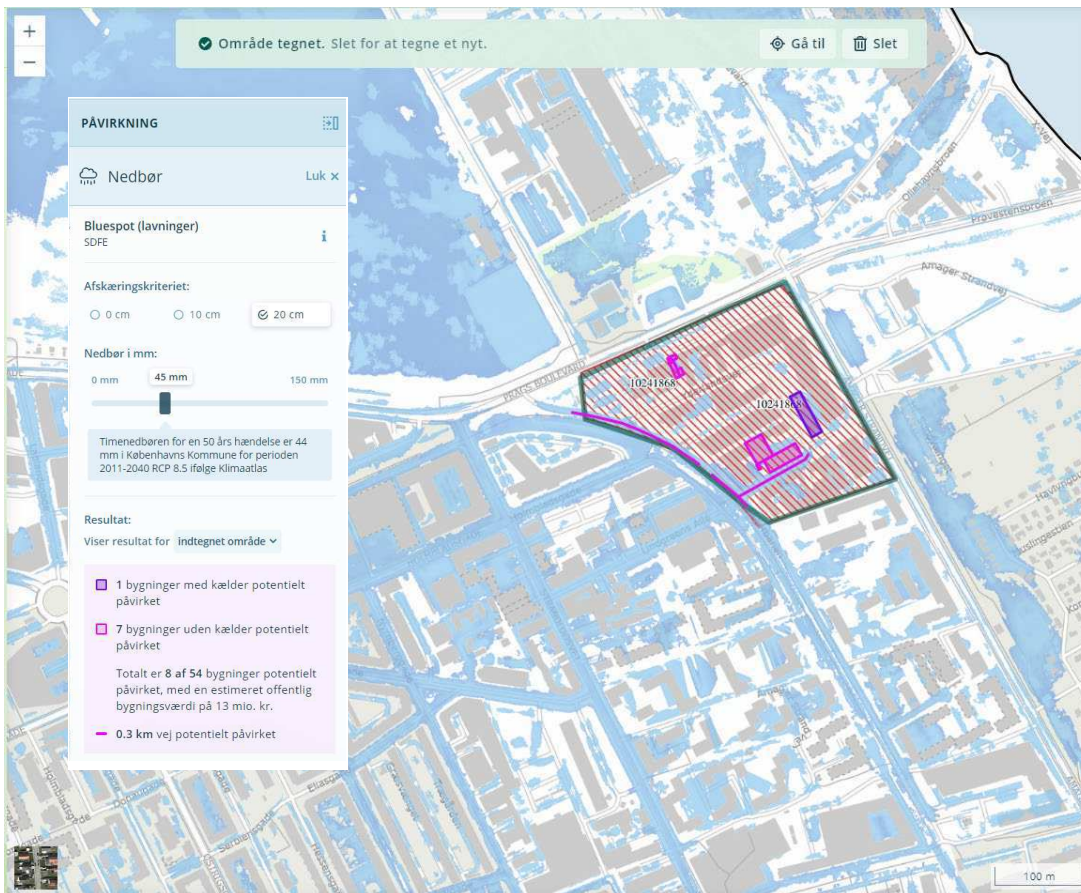 +
−
Område tegnet. Slet for at tegne et nyt.
Gå til
Slet
PÅVIRKNING
Nedbør
Luk ×
Bluespot (lavninger)
SDFE
i
Afskæringskriteriet:
0 cm
10 cm
20 cm
Nedbør i mm:
0 mm
45 mm
150 mm
Timenedbøren for en 50 års hændelse er 44
mm i Københavns Kommune for perioden
2011-2040 RCP 8.5 ifølge Klimaatlas
Resultat:
Viser resultat for indtegnet område
1 bygninger med kælder potentielt
påvirket
7 bygninger uden kælder potentielt
påvirket
Totalt er 8 af 54 bygninger potentielt
påvirket, med en estimeret offentlig
bygningsværdi på 13 mio. kr.
0.3 km vej potentielt påvirket
X-Vej
Oliehavnsbroen
Prøvestensbroen
Amager Strandvej
PRAGS BOULEVARD
10241868
10241868
Holmbladsgade
100 m